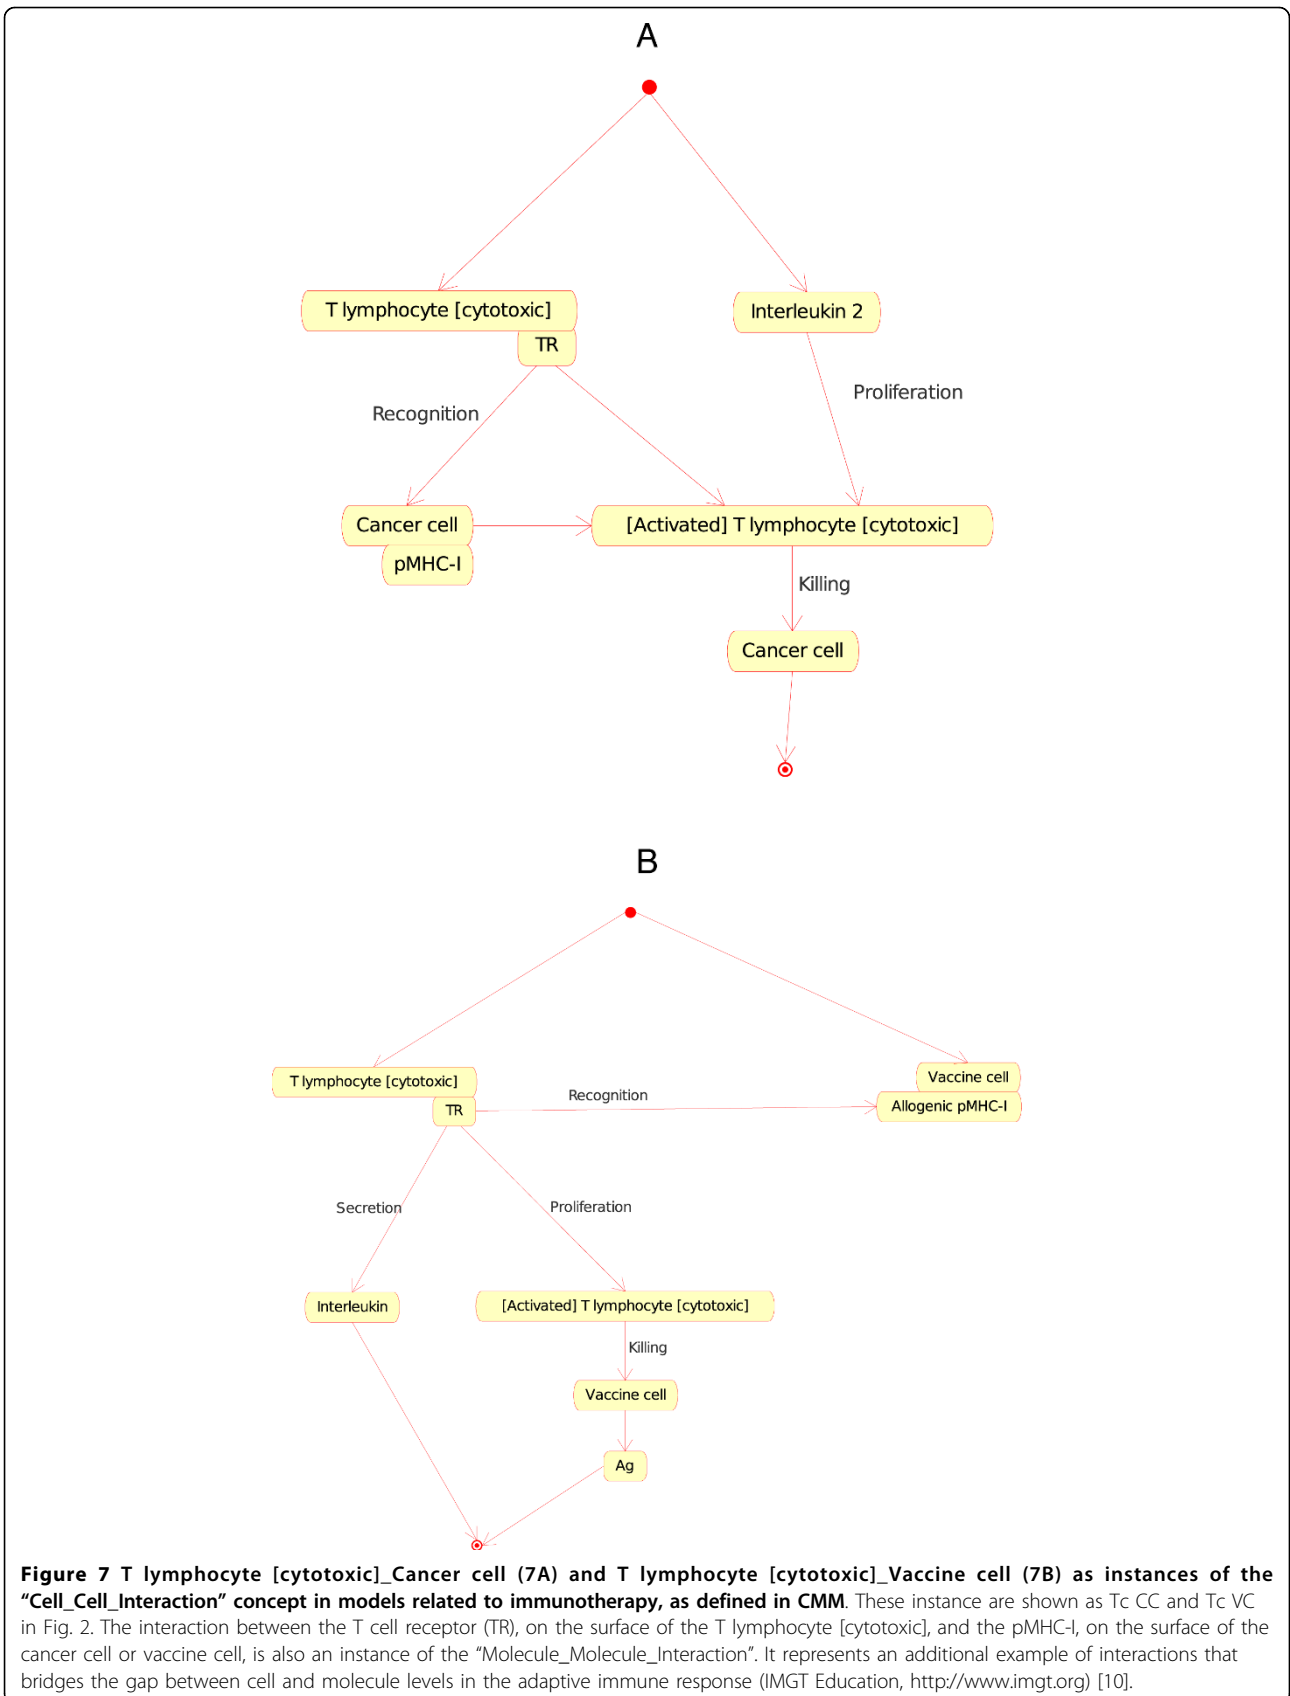 A
T lymphocyte [cytotoxic]
Interleukin 2
TR
Proliferation
Recognition
Cancer cell
[Activated] T lymphocyte [cytotoxic]
pMHC-I
Killing
Cancer cell
B
Vaccine cell
T lymphocyte [cytotoxic]
Recognition
Allogenic pMHC-I
TR
Secretion
Proliferation
Interleukin
[Activated] T lymphocyte [cytotoxic]
Killing
Vaccine cell
Ag
Figure 7 T lymphocyte [cytotoxic]_Cancer cell (7A) and T lymphocyte [cytotoxic]_Vaccine cell (7B) as instances of the
“Cell_Cell_Interaction” concept in models related to immunotherapy, as defined in CMM. These instance are shown as Tc CC and Tc VC
in Fig. 2. The interaction between the T cell receptor (TR), on the surface of the T lymphocyte [cytotoxic], and the pMHC-I, on the surface of the
cancer cell or vaccine cell, is also an instance of the “Molecule_Molecule_Interaction”. It represents an additional example of interactions that
bridges the gap between cell and molecule levels in the adaptive immune response (IMGT Education, http://www.imgt.org) [10].